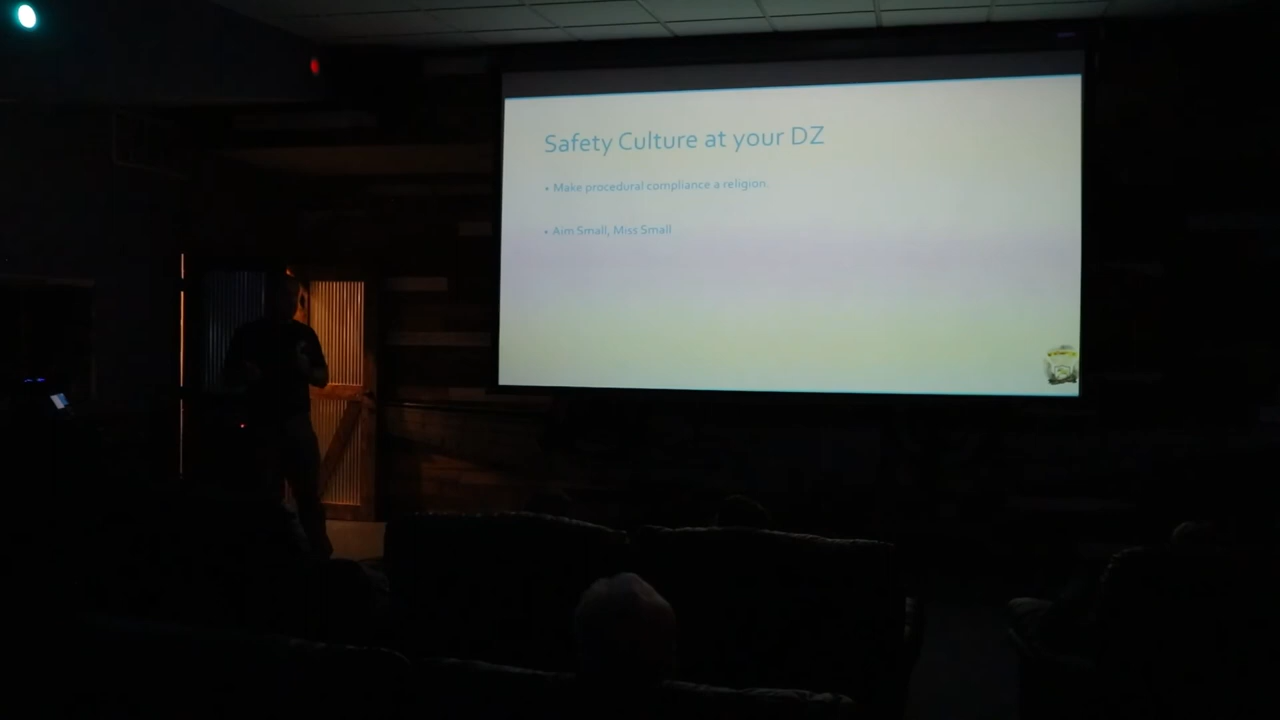 Safety Culture at your DZ
• Make procedural compliance a religion.
• Aim Small, Miss Small